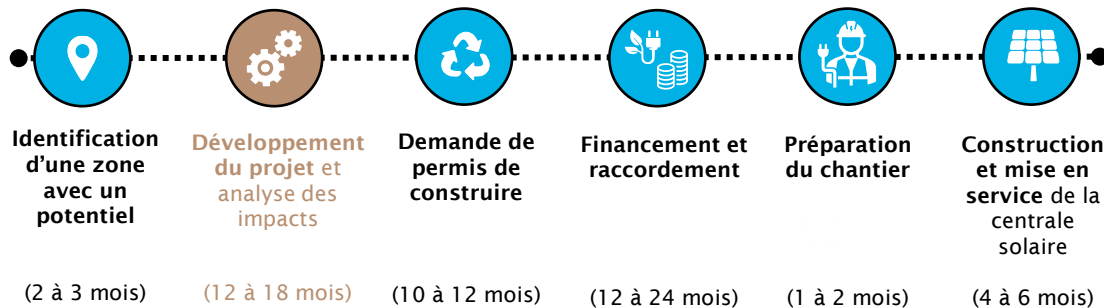 Identification
d'une zone
avec un
potentiel
(2 à 3 mois)
Développement
du projet et
analyse des
impacts
(12 à 18 mois)
Demande de
permis de
construire
(10 à 12 mois)
Financement et
raccordement
(12 à 24 mois)
Préparation
du chantier
(1 à 2 mois)
Construction
et mise en
service de la
centrale
solaire
(4 à 6 mois)